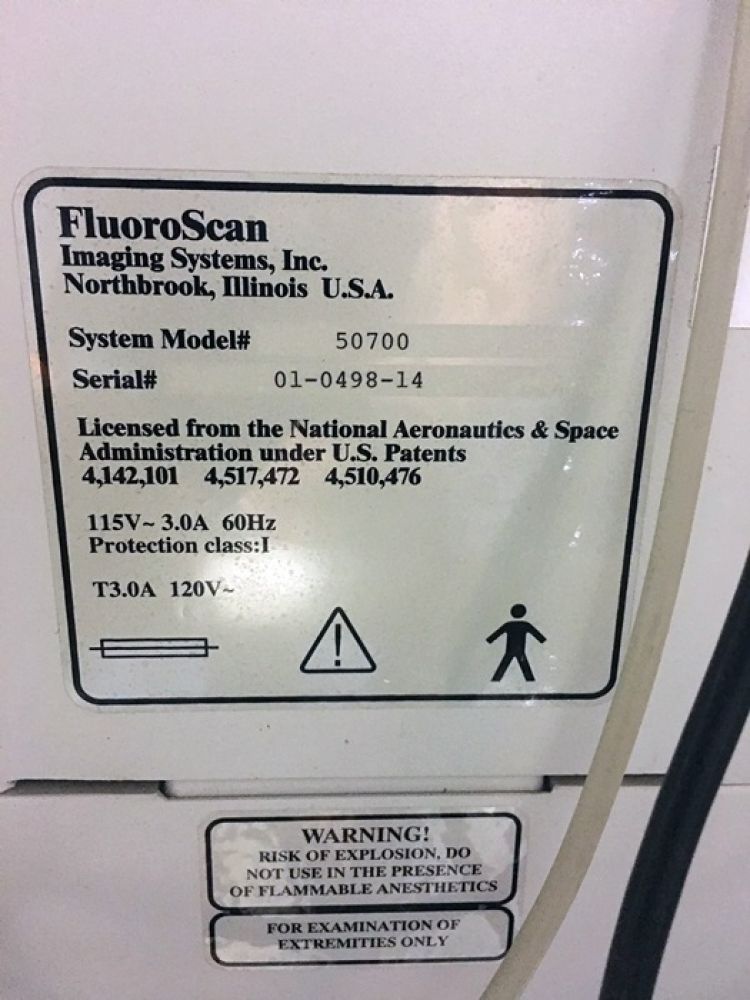 FluoroScan
Imaging Systems, Inc.
Northbrook, Illinois U.S.A.
System Model# 50700
Serial# 01-0498-14
Licensed from the National Aeronautics & Space
Administration under U.S. Patents
4,142,101 4,517,472 4,510,476
115V~ 3.0A 60Hz
Protection class:I
T3.0A 120V~
WARNING!
RISK OF EXPLOSION, DO
NOT USE IN THE PRESENCE
OF FLAMMABLE ANESTHETICS
FOR EXAMINATION OF
EXTREMITIES ONLY